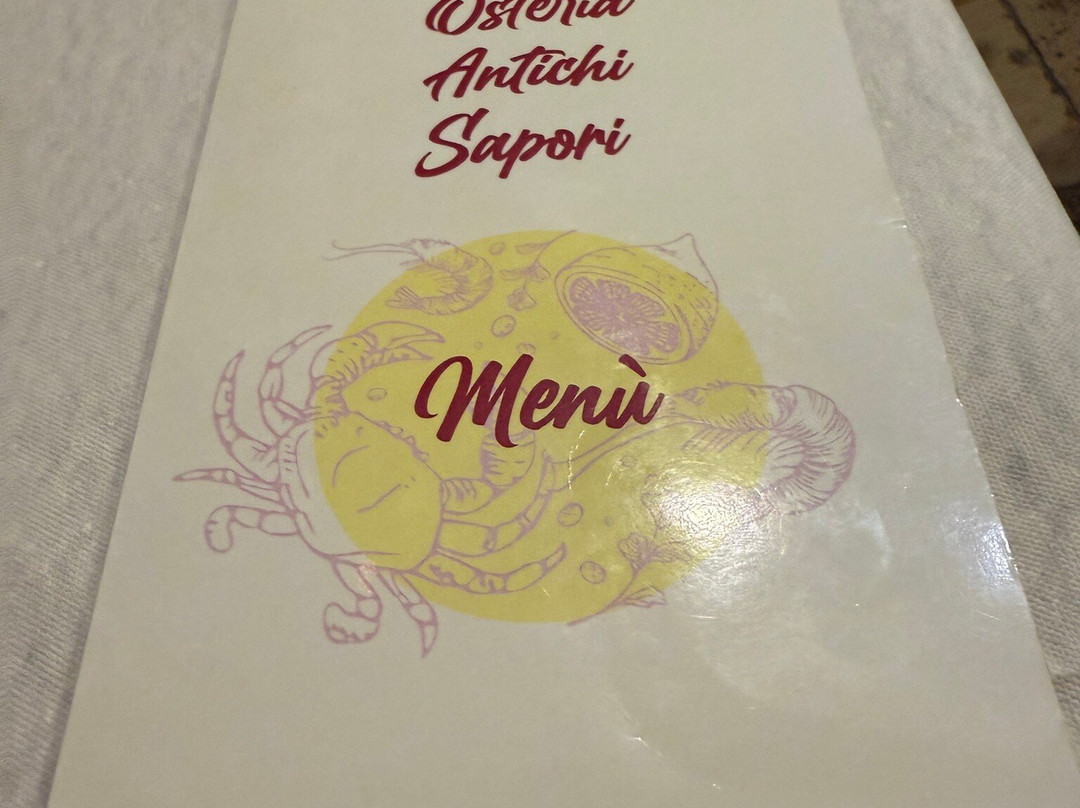 Osteria
Antichi
Sapori
Menù